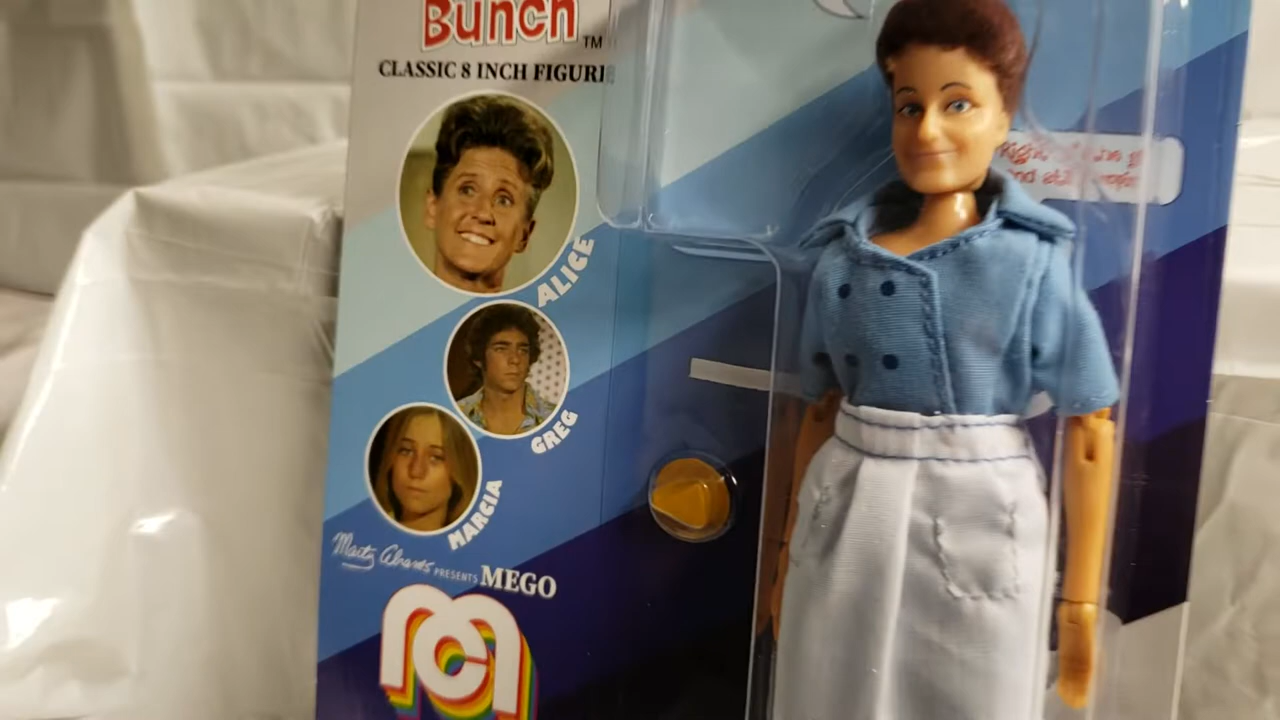 Bunch TM
CLASSIC 8 INCH FIGURE
ALICE
GREG
MARCIA
Marty Abrams PRESENTS MEGO